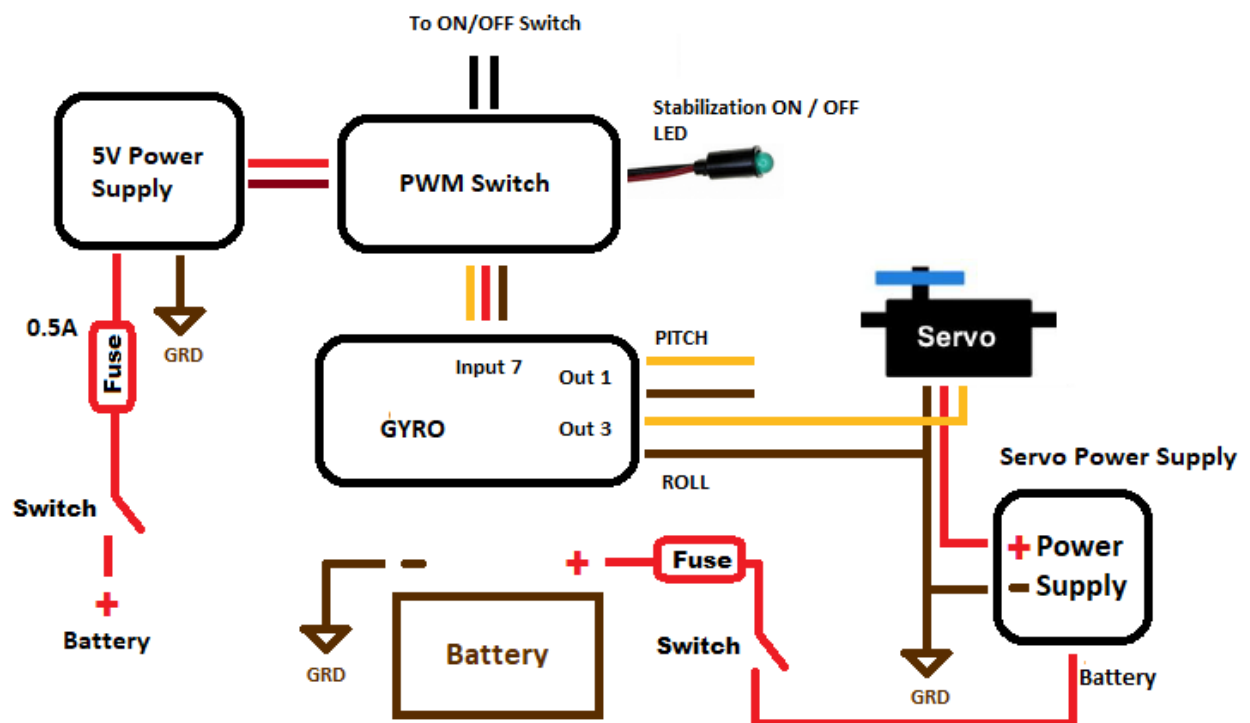 To ON/OFF Switch
Stabilization ON / OFF
LED
5V Power
Supply
PWM Switch
0.5A
Fuse
GRD
Servo
PITCH
Input 7
Out 1
GYRO
Out 3
ROLL
Servo Power Supply
Switch
+
Battery
GRD
-
+
Fuse
Battery
Switch
+ Power
- Supply
GRD
Battery